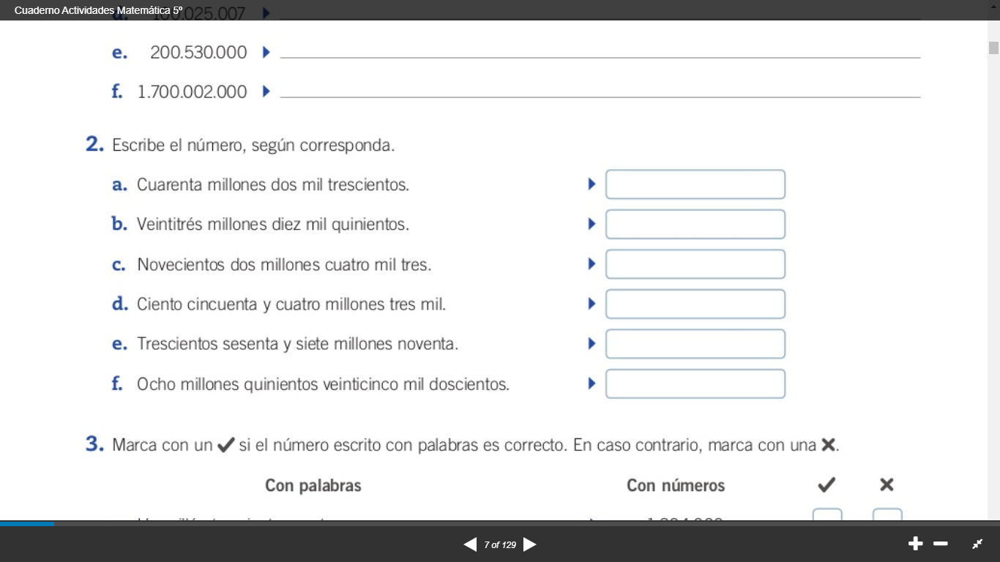 Cuaderno Actividades Matemática 5º
d. 100.025.007
e. 200.530.000
f. 1.700.002.000
2. Escribe el número, según corresponda.
a. Cuarenta millones dos mil trescientos.
b. Veintitrés millones diez mil quinientos.
c. Novecientos dos millones cuatro mil tres.
d. Ciento cincuenta y cuatro millones tres mil.
e. Trescientos sesenta y siete millones noventa.
f. Ocho millones quinientos veinticinco mil doscientos.
3. Marca con un ✔ si el número escrito con palabras es correcto. En caso contrario, marca con una ✖.
Con palabras Con números ✔ ✖
7 of 129